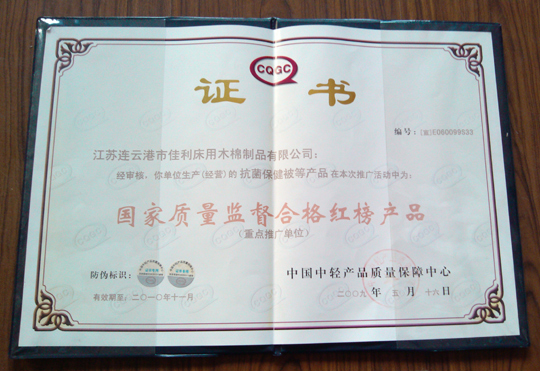 CQGC
证 书
编号：[监]E080099533
江苏连云港市佳利床用木棉制品有限公司：
经审核、你单位生产(经营)的 抗菌保健被等产品 在本次推广活动中为：
国家质量监督合格红榜产品
(重点推广单位)
防伪标识：
中国中轻产品质量保障中心
有效期至：二〇一〇年十一月
二〇〇九 年 五 月 十六 日